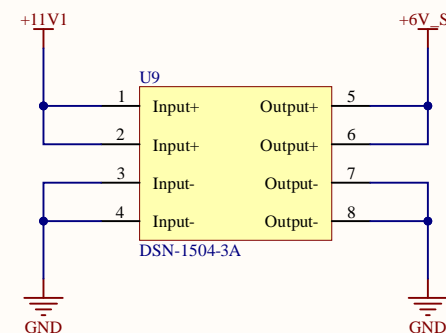 +11V1 +6V_S
U9
1 Input+ Output+ 5
2 Input+ Output+ 6
3 Input- Output- 7
4 Input- Output- 8
DSN-1504-3A
GND GND